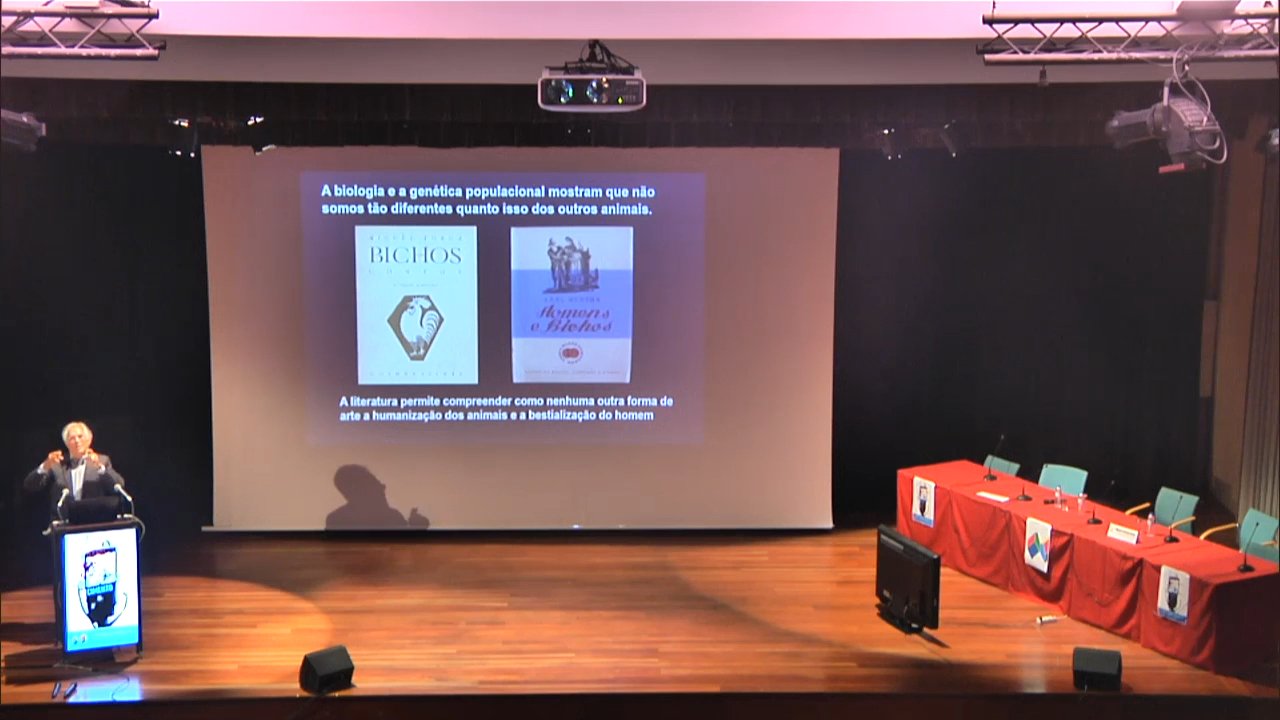 A biologia e a genética populacional mostram que não
somos tão diferentes quanto isso dos outros animais.
BICHOS
Homens
e Bichos
A literatura permite compreender como nenhuma outra forma de
arte a humanização dos animais e a bestialização do homem